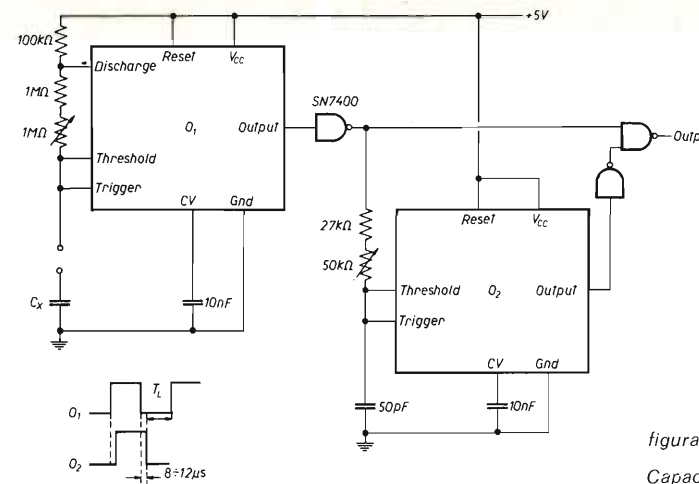 +5V
100kΩ
Reset
Vcc
Discharge
1MΩ
SN7400
1MΩ
O1
Output
Outp
Threshold
Trigger
CV
Gnd
27kΩ
Reset
Vcc
50kΩ
Cx
10nF
Threshold
O2
Output
Trigger
CV
Gnd
TL
O1
50pF
10nF
O2
8÷12µs
figura
Capac